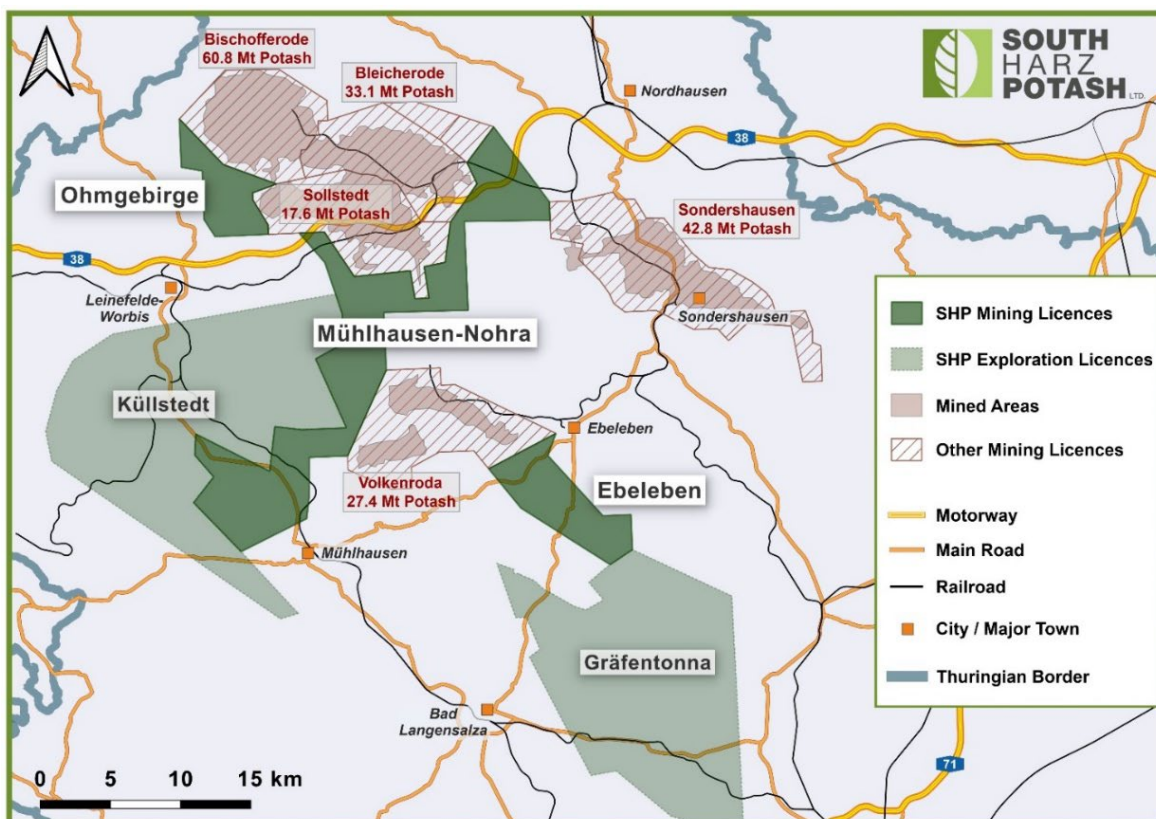 Bischofferode
60.8 Mt Potash
Bleicherode
33.1 Mt Potash
Nordhausen
SOUTH
HARZ
POTASH LTD.
38
Ohmgebirge
Sollstedt
17.6 Mt Potash
Sondershausen
42.8 Mt Potash
38
Leinefelde-
Worbis
Sondershausen
Mühlhausen-Nohra
Küllstedt
Ebeleben
Volkenroda
27.4 Mt Potash
Ebeleben
Mühlhausen
Gräfentonna
Bad
Langensalza
SHP Mining Licences
SHP Exploration Licences
Mined Areas
Other Mining Licences
Motorway
Main Road
Railroad
City / Major Town
Thuringian Border
71
0 5 10 15 km